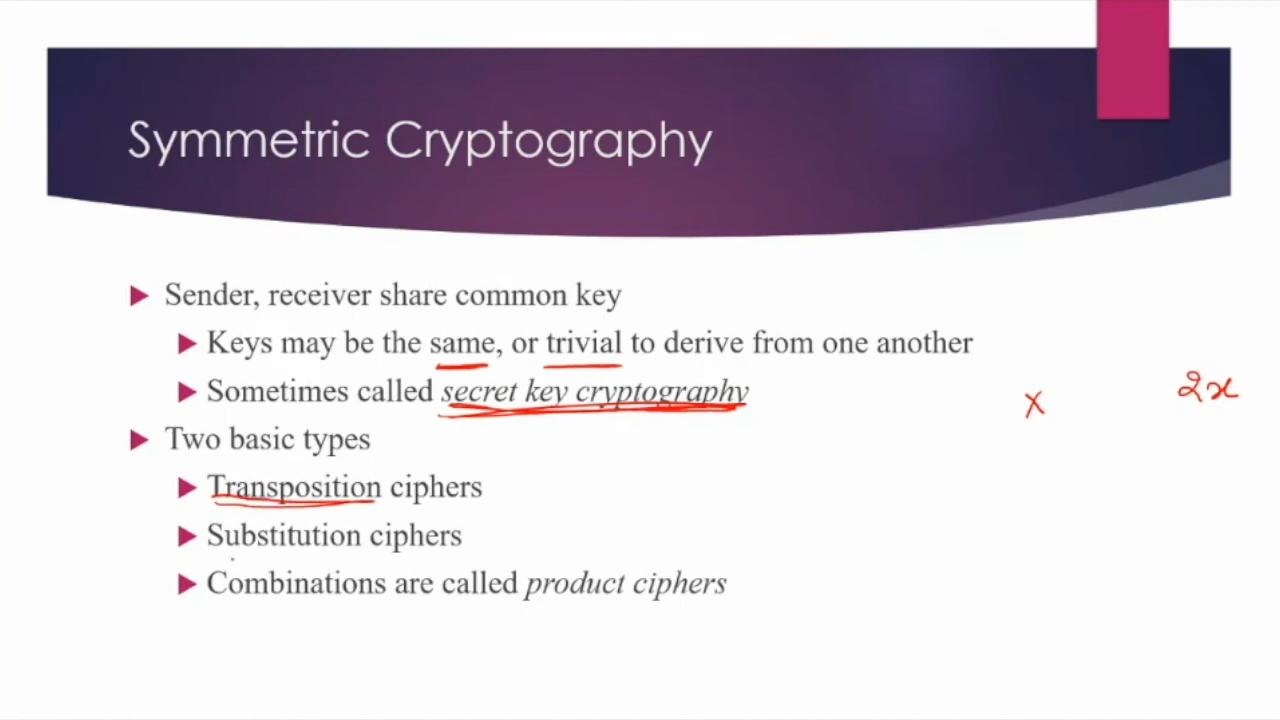 Symmetric Cryptography
Sender, receiver share common key
Keys may be the same, or trivial to derive from one another
Sometimes called secret key cryptography
x 2x
Two basic types
Transposition ciphers
Substitution ciphers
Combinations are called product ciphers